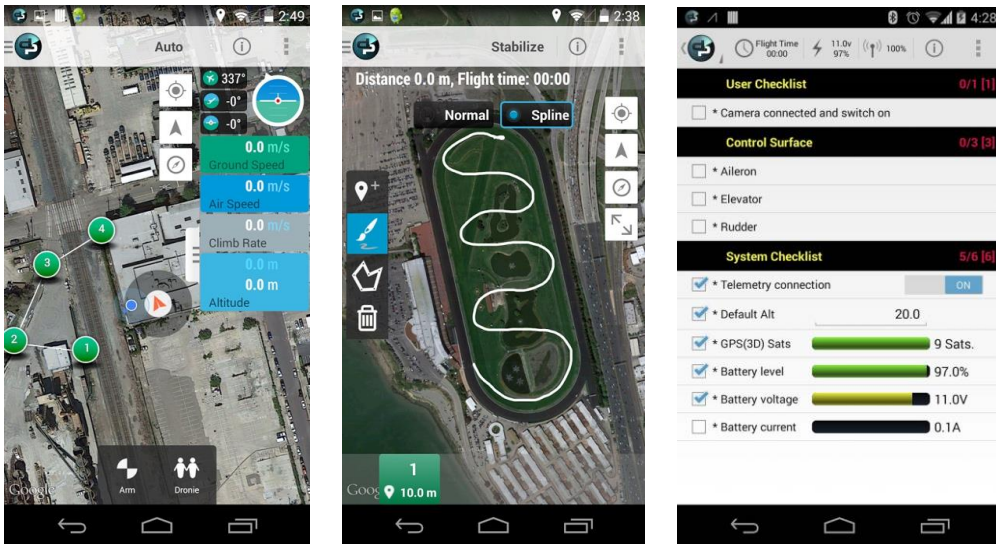 2:49
Auto
337°
-0°
-0°
0.0 m/s
Ground Speed
0.0 m/s
Air Speed
0.0 m/s
Climb Rate
0.0 m
0.0 m
Altitude
4
3
2
1
Arm
Dronie
Google
2:38
Stabilize
Distance 0.0 m, Flight time: 00:00
Normal
Spline
1
10.0 m
Goog
4:28
Flight Time
00:00
11.0v
97%
100%
User Checklist 0/1 [1]
* Camera connected and switch on
Control Surface 0/3 [3]
* Aileron
* Elevator
* Rudder
System Checklist 5/6 [6]
* Telemetry connection ON
* Default Alt 20.0
* GPS(3D) Sats 9 Sats.
* Battery level 97.0%
* Battery voltage 11.0V
* Battery current 0.1A